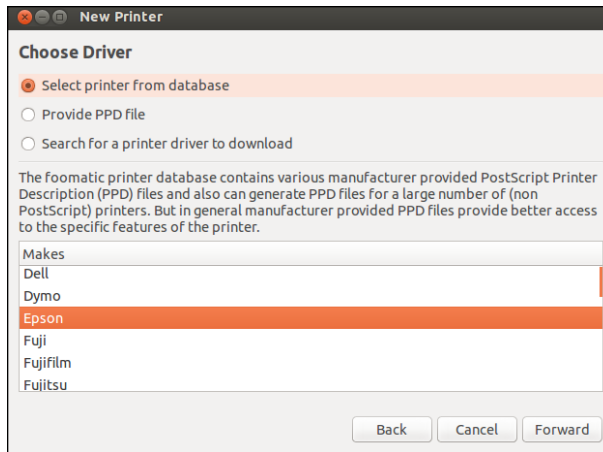 New Printer
Choose Driver
Select printer from database
Provide PPD file
Search for a printer driver to download
The foomatic printer database contains various manufacturer provided PostScript Printer
Description (PPD) files and also can generate PPD files for a large number of (non
PostScript) printers. But in general manufacturer provided PPD files provide better access
to the specific features of the printer.
Makes
Dell
Dymo
Epson
Fuji
Fujifilm
Fujitsu
Back Cancel Forward